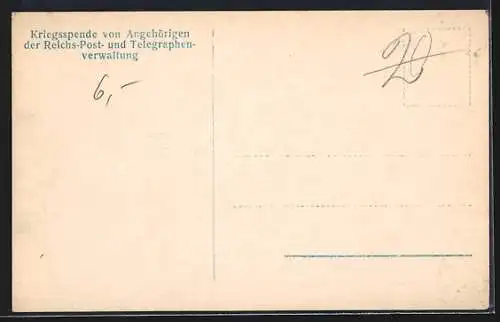 Kriegsspende von Angehörigen
der Reichs-Post- und Telegraphen-
verwaltung
6,-
20